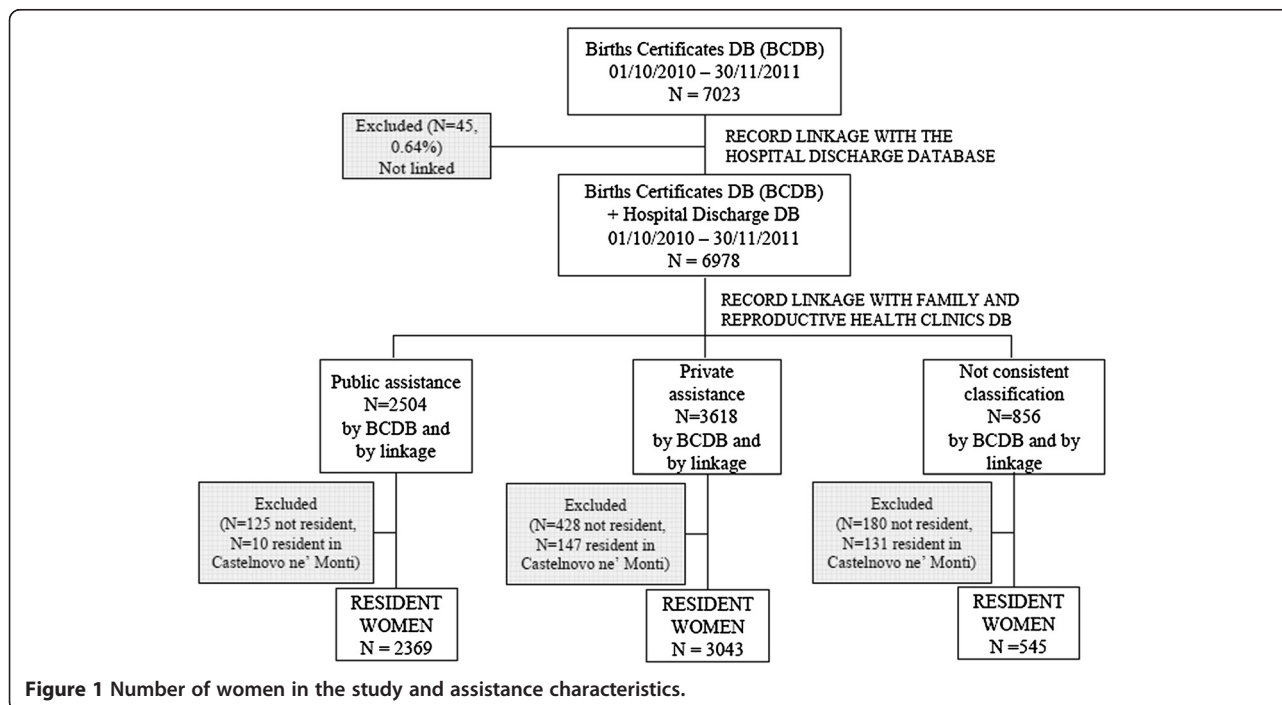 Births Certificates DB (BCDB)
01/10/2010 – 30/11/2011
N = 7023
Excluded (N=45,
0.64%)
Not linked
RECORD LINKAGE WITH THE
HOSPITAL DISCHARGE DATABASE
Births Certificates DB (BCDB)
+ Hospital Discharge DB
01/10/2010 – 30/11/2011
N = 6978
RECORD LINKAGE WITH FAMILY AND
REPRODUCTIVE HEALTH CLINICS DB
Public assistance
N=2504
by BCDB and
by linkage
Private
assistance
N=3618
by BCDB and
by linkage
Not consistent
classification
N=856
by BCDB and by
linkage
Excluded
(N=125 not resident,
N=10 resident in
Castelnovo ne’ Monti)
Excluded
(N=428 not resident,
N=147 resident in
Castelnovo ne’ Monti)
Excluded
(N=180 not resident,
N=131 resident in
Castelnovo ne’ Monti)
RESIDENT
WOMEN
N = 2369
RESIDENT
WOMEN
N = 3043
RESIDENT
WOMEN
N =545
Figure 1 Number of women in the study and assistance characteristics.